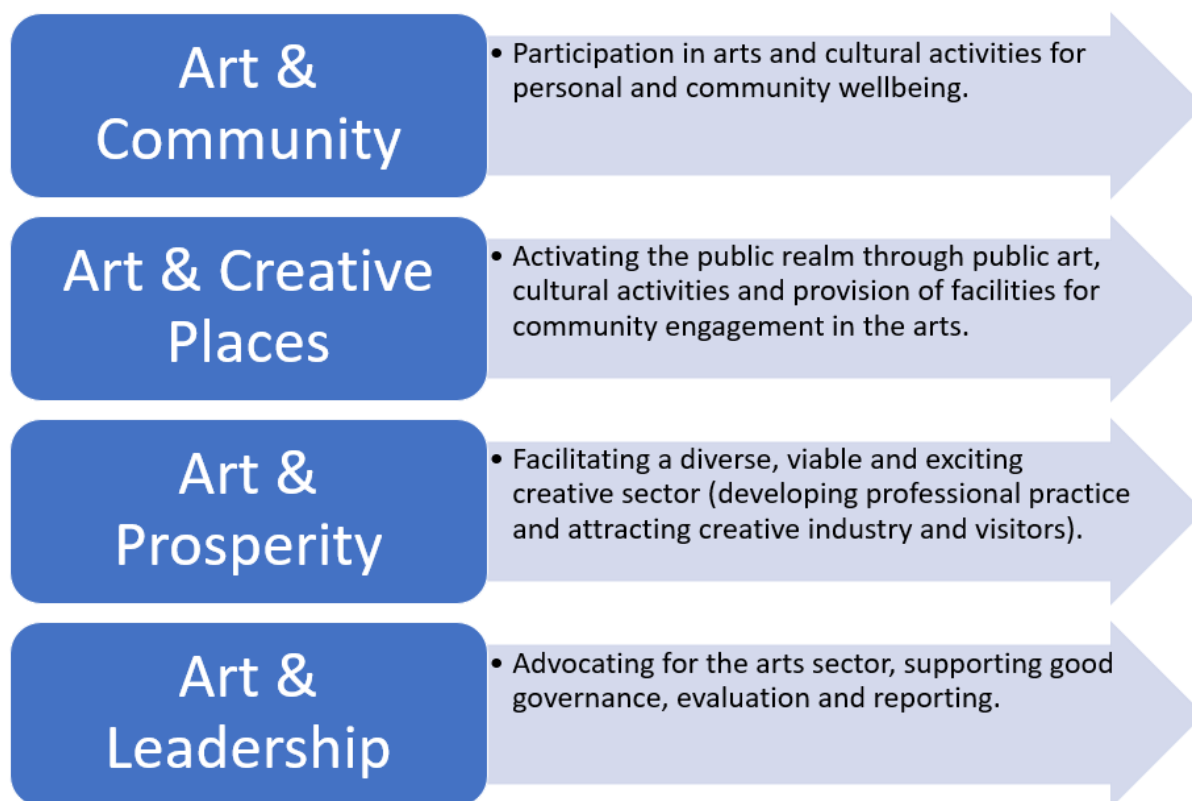 Art &
Community
• Participation in arts and cultural activities for
personal and community wellbeing.
Art & Creative
Places
• Activating the public realm through public art,
cultural activities and provision of facilities for
community engagement in the arts.
Art &
Prosperity
• Facilitating a diverse, viable and exciting
creative sector (developing professional practice
and attracting creative industry and visitors).
Art &
Leadership
• Advocating for the arts sector, supporting good
governance, evaluation and reporting.